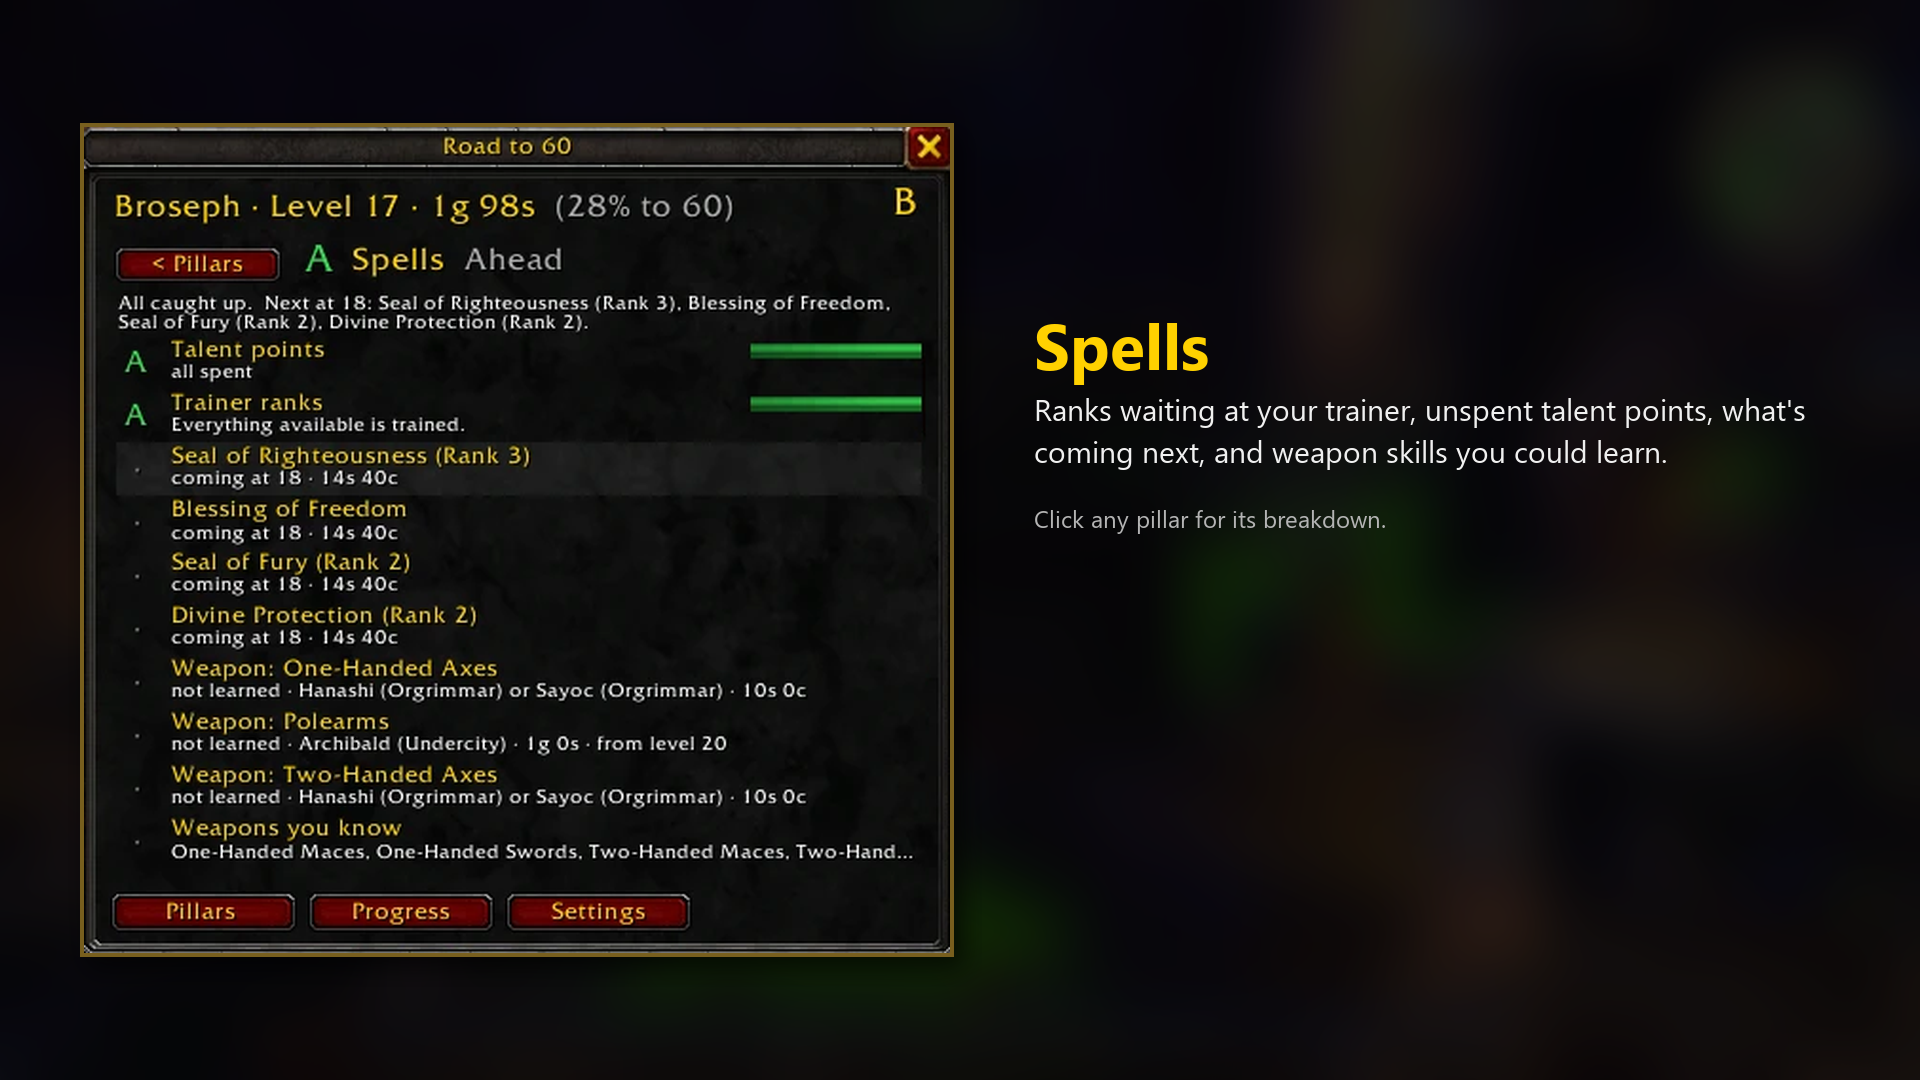 Road to 60
Broseph · Level 17 · 1g 98s (28% to 60)
B
< Pillars
A Spells Ahead
All caught up. Next at 18: Seal of Righteousness (Rank 3), Blessing of Freedom,
Seal of Fury (Rank 2), Divine Protection (Rank 2).
A
Talent points
all spent
A
Trainer ranks
Everything available is trained.
Seal of Righteousness (Rank 3)
coming at 18 · 14s 40c
Blessing of Freedom
coming at 18 · 14s 40c
Seal of Fury (Rank 2)
coming at 18 · 14s 40c
Divine Protection (Rank 2)
coming at 18 · 14s 40c
Weapon: One-Handed Axes
not learned · Hanashi (Orgrimmar) or Sayoc (Orgrimmar) · 10s 0c
Weapon: Polearms
not learned · Archibald (Undercity) · 1g 0s · from level 20
Weapon: Two-Handed Axes
not learned · Hanashi (Orgrimmar) or Sayoc (Orgrimmar) · 10s 0c
Weapons you know
One-Handed Maces, One-Handed Swords, Two-Handed Maces, Two-Hand...
Pillars
Progress
Settings
Spells
Ranks waiting at your trainer, unspent talent points, what's
coming next, and weapon skills you could learn.
Click any pillar for its breakdown.